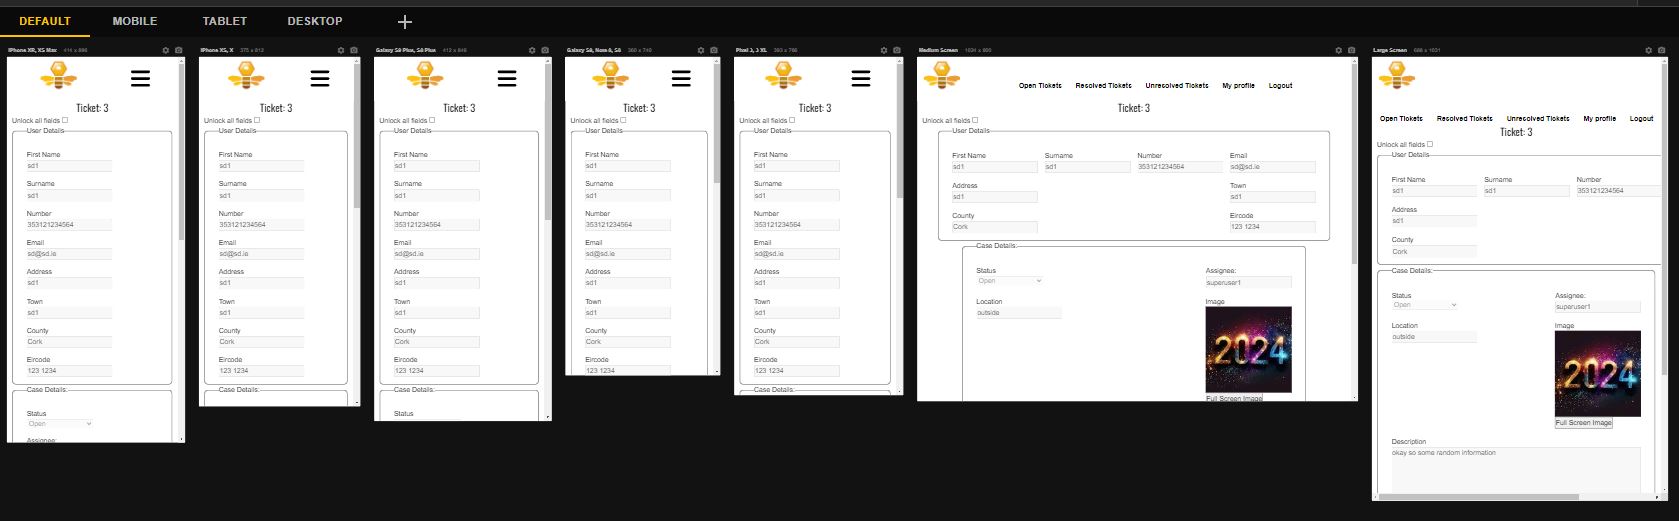 DEFAULT MOBILE TABLET DESKTOP
iPhone XR, XS Max 414 x 896
Ticket: 3
Unlock all fields
User Details
First Name
sd1
Surname
sd1
Number
353121234564
Email
sd@sd.ie
Address
sd1
Town
sd1
County
Cork
Eircode
123 1234
Case Details:
Status
Open
Assignee:
iPhone XS, X 375 x 812
Ticket: 3
Unlock all fields
User Details
First Name
sd1
Surname
sd1
Number
353121234564
Email
sd@sd.ie
Address
sd1
Town
sd1
County
Cork
Eircode
123 1234
Case Details:
Galaxy S9 Plus, S8 Plus 412 x 846
Ticket: 3
Unlock all fields
User Details
First Name
sd1
Surname
sd1
Number
353121234564
Email
sd@sd.ie
Address
sd1
Town
sd1
County
Cork
Eircode
123 1234
Case Details:
Status
Galaxy S9, Note 8, S8 360 x 740
Ticket: 3
Unlock all fields
User Details
First Name
sd1
Surname
sd1
Number
353121234564
Email
sd@sd.ie
Address
sd1
Town
sd1
County
Cork
Eircode
123 1234
Pixel 3, 3 XL 393 x 786
Ticket: 3
Unlock all fields
User Details
First Name
sd1
Surname
sd1
Number
353121234564
Email
sd@sd.ie
Address
sd1
Town
sd1
County
Cork
Eircode
123 1234
Case Details:
Medium Screen 1024 x 800
Open Tickets Resolved Tickets Unresolved Tickets My profile Logout
Ticket: 3
Unlock all fields
User Details
First Name Surname Number Email
sd1 sd1 353121234564 sd@sd.ie
Address Town
sd1 sd1
County Eircode
Cork 123 1234
Case Details:
Status Assignee:
Open superuser1
Location Image
outside
2024
Full Screen Image
Large Screen
Open Tickets Resolved Tickets Unresolved Tickets My profile Logout
Ticket: 3
Unlock all fields
User Details
First Name Surname Number
sd1 sd1 353121234564
Address
sd1
County
Cork
Case Details:
Status Assignee:
Open superuser1
Location Image
outside
2024
Full Screen Image
Description
okay so some random information